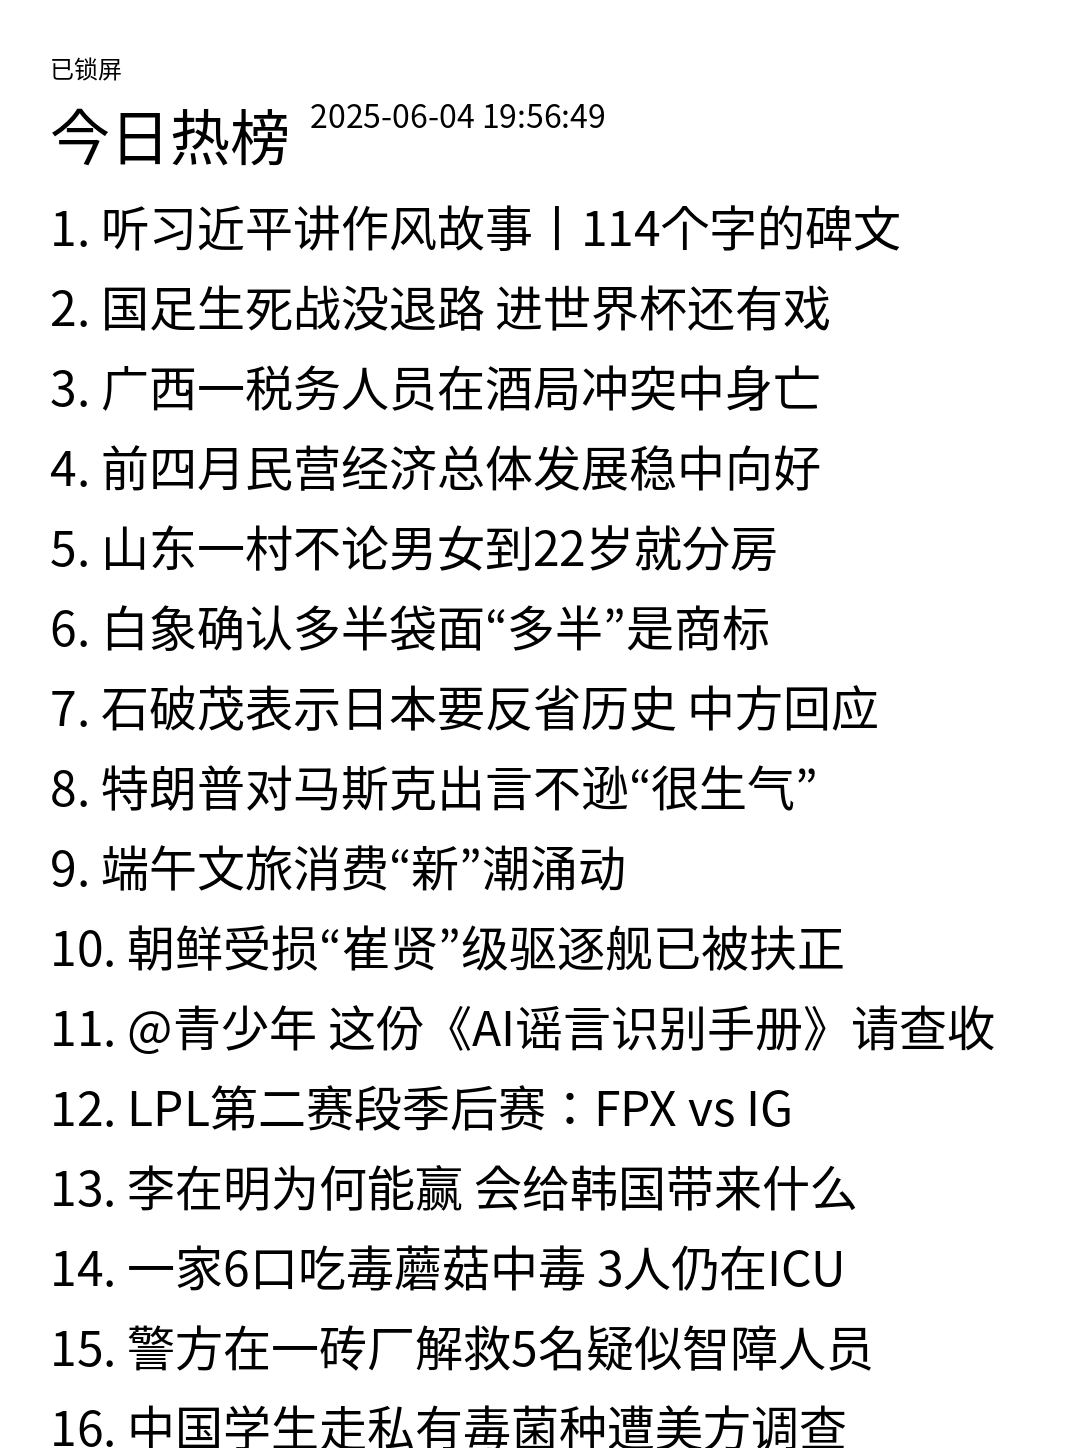 已锁屏
今日热榜 2025-06-04 19:56:49
1. 听习近平讲作风故事丨114个字的碑文
2. 国足生死战没退路 进世界杯还有戏
3. 广西一税务人员在酒局冲突中身亡
4. 前四月民营经济总体发展稳中向好
5. 山东一村不论男女到22岁就分房
6. 白象确认多半袋面“多半”是商标
7. 石破茂表示日本要反省历史 中方回应
8. 特朗普对马斯克出言不逊“很生气”
9. 端午文旅消费“新”潮涌动
10. 朝鲜受损“崔贤”级驱逐舰已被扶正
11. @青少年 这份《AI谣言识别手册》请查收
12. LPL第二赛段季后赛：FPX vs IG
13. 李在明为何能赢 会给韩国带来什么
14. 一家6口吃毒蘑菇中毒 3人仍在ICU
15. 警方在一砖厂解救5名疑似智障人员
16. 中国学生走私有毒菌种遭美方调查